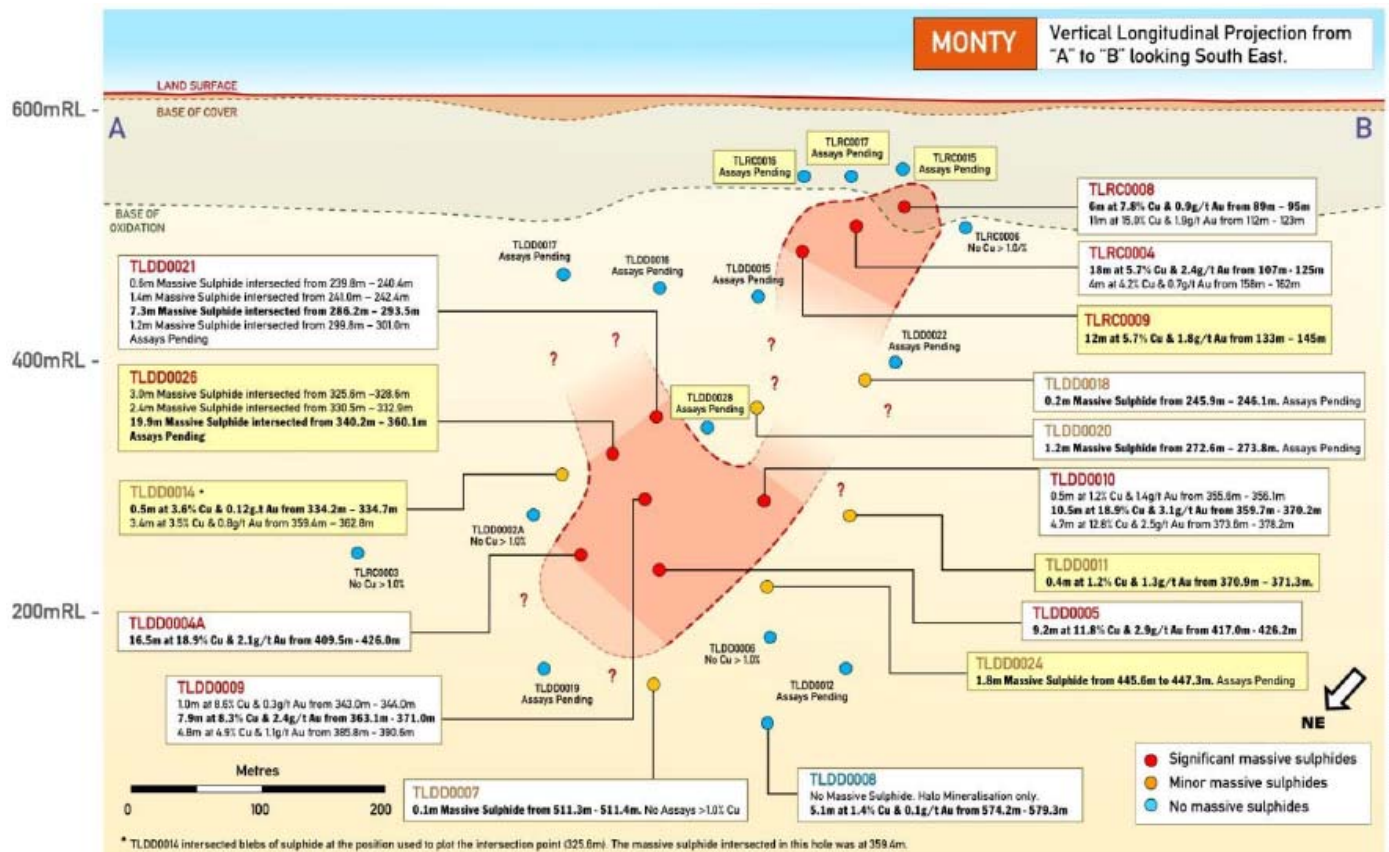 MONTY
Vertical Longitudinal Projection from
"A" to "B" looking South East.
LAND SURFACE
600mRL -
BASE OF COVER
A
B
TLRC0016
Assays Pending
TLRC0017
Assays Pending
TLRC0015
Assays Pending
BASE OF
OXIDATION
TLRC0008
6m at 7.8% Cu & 0.9g/t Au from 89m – 95m
11m at 15.9% Cu & 1.9g/t Au from 112m – 123m
TLRC0006
No Cu > 1.0/%
TLRC0004
18m at 5.7% Cu & 2.4g/t Au from 107m - 125m
4m at 4.2% Cu & 0.7g/t Au from 158m – 162m
TLRC0009
12m at 5.7% Cu & 1.8g/t Au from 133m – 145m
TLDD0017
Assays Pending
TLDD0016
Assays Pending
TLDD0015
Assays Pending
TLDD0021
0.6m Massive Sulphide intersected from 239.8m – 240.4m
1.4m Massive Sulphide intersected from 241.0m – 242.4m
7.3m Massive Sulphide intersected from 286.2m – 293.5m
1.2m Massive Sulphide intersected from 299.8m – 301.0m
Assays Pending
400mRL -
?
?
?
?
?
TLDD0022
Assays Pending
TLDD0026
3.0m Massive Sulphide intersected from 325.6m –328.6m
2.4m Massive Sulphide intersected from 330.5m – 332.9m
19.9m Massive Sulphide intersected from 340.2m – 360.1m
Assays Pending
TLDD0028
Assays Pending
TLDD0018
0.2m Massive Sulphide from 245.9m – 246.1m. Assays Pending
TLDD0020
1.2m Massive Sulphide from 272.6m – 273.8m. Assays Pending
TLDD0014 *
0.5m at 3.6% Cu & 0.12g.t Au from 334.2m – 334.7m
3.4m at 3.5% Cu & 0.8g/t Au from 359.4m – 362.8m
TLDD0010
0.5m at 1.2% Cu & 1.4g/t Au from 355.6m - 356.1m
10.5m at 18.9% Cu & 3.1g/t Au from 359.7m - 370.2m
4.7m at 12.8% Cu & 2.5g/t Au from 373.6m - 378.2m
?
TLDD0002A
No Cu > 1.0%
TLRC0003
No Cu > 1.0%
TLDD0011
0.4m at 1.2% Cu & 1.3g/t Au from 370.9m – 371.3m.
200mRL -
?
TLDD0004A
16.5m at 18.9% Cu & 2.1g/t Au from 409.5m - 426.0m
TLDD0005
9.2m at 11.8% Cu & 2.9g/t Au from 417.0m - 426.2m
TLDD0006
No Cu > 1.0%
TLDD0024
1.8m Massive Sulphide from 445.6m to 447.3m. Assays Pending
?
TLDD0019
Assays Pending
TLDD0012
Assays Pending
TLDD0009
1.0m at 8.6% Cu & 0.3g/t Au from 343.0m - 344.0m
7.9m at 8.3% Cu & 2.4g/t Au from 363.1m - 371.0m
4.8m at 4.9% Cu & 1.1g/t Au from 385.8m - 390.6m
NE
Metres
0 100 200
TLDD0007
0.1m Massive Sulphide from 511.3m - 511.4m. No Assays >1.0% Cu
TLDD0008
No Massive Sulphide. Halo Mineralisation only.
5.1m at 1.4% Cu & 0.1g/t Au from 574.2m - 579.3m
Significant massive sulphides
Minor massive sulphides
No massive sulphides
* TLDD0014 intersected blebs of sulphide at the position used to plot the intersection point (325.6m). The massive sulphide intersected in this hole was at 359.4m.